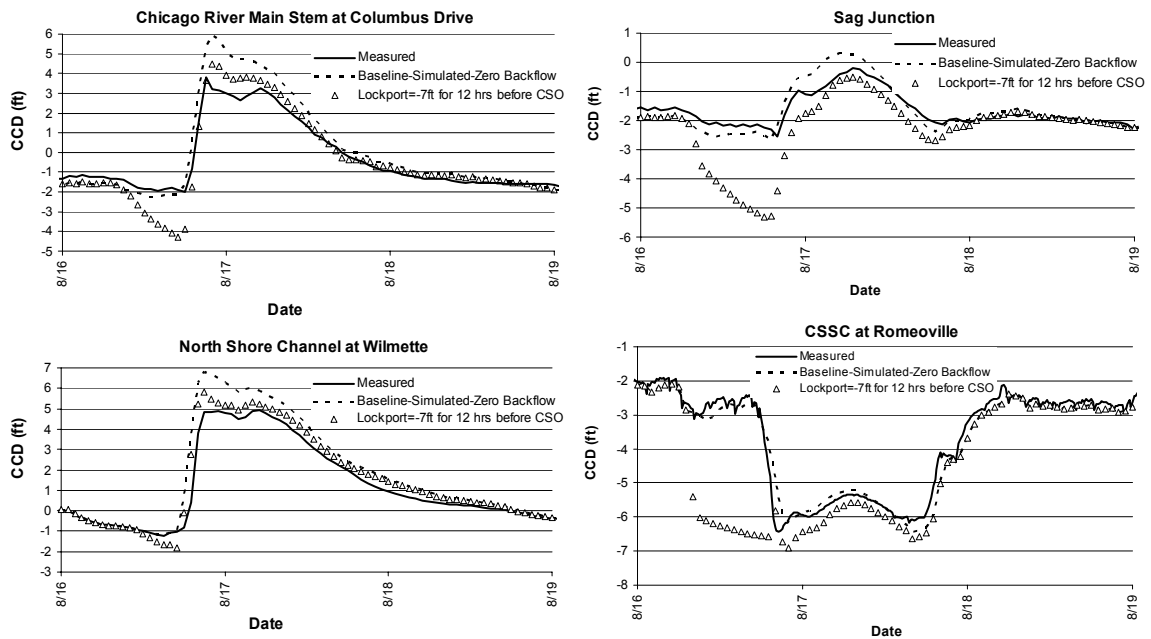 Chicago River Main Stem at Columbus Drive
CCD (ft)
6
5
4
3
2
1
0
-1
-2
-3
-4
-5
Measured
Baseline-Simulated-Zero Backflow
Lockport=-7ft for 12 hrs before CSO
8/16
8/17
8/18
8/19
Date
Sag Junction
CCD (ft)
1
0
-1
-2
-3
-4
-5
-6
Measured
Baseline-Simulated-Zero Backflow
Lockport=-7ft for 12 hrs before CSO
8/16
8/17
8/18
8/19
Date
North Shore Channel at Wilmette
CCD (ft)
7
6
5
4
3
2
1
0
-1
-2
-3
Measured
Baseline-Simulated-Zero Backflow
Lockport=-7ft for 12 hrs before CSO
8/16
8/17
8/18
8/19
Date
CSSC at Romeoville
CCD (ft)
-1
-2
-3
-4
-5
-6
-7
-8
Measured
Baseline-Simulated-Zero Backflow
Lockport=-7ft for 12 hrs before CSO
8/16
8/17
8/18
8/19
Date